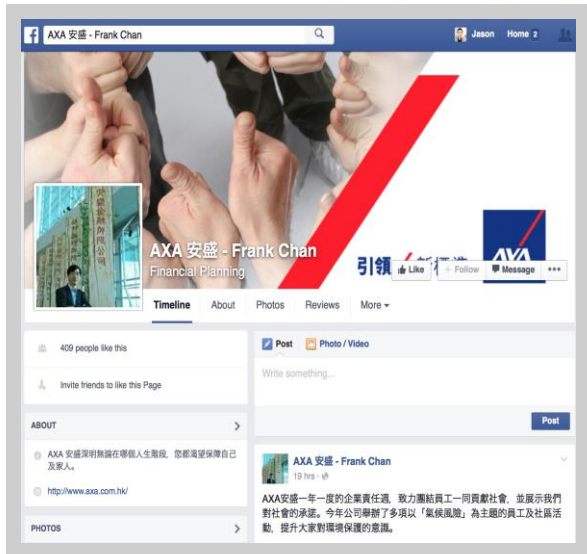 AXA 安盛 - Frank Chan
Jason Home 2
AXA 安盛 - Frank Chan
Financial Planning
引領
AXA
Like
+ Follow
Message
Timeline About Photos Reviews More
409 people like this
Invite friends to like this Page
ABOUT
AXA 安盛深明無論在哪個人生階段，您都渴望保障自己
及家人。
http://www.axa.com.hk/
PHOTOS
Post Photo / Video
Write something...
Post
AXA 安盛 - Frank Chan
19 hrs
AXA安盛一年一度的企業責任週，致力團結員工一同貢獻社會，並展示我們
對社會的承諾。今年公司舉辦了多項以「氣候風險」為主題的員工及社區活
動，提升大家對環境保護的意識。